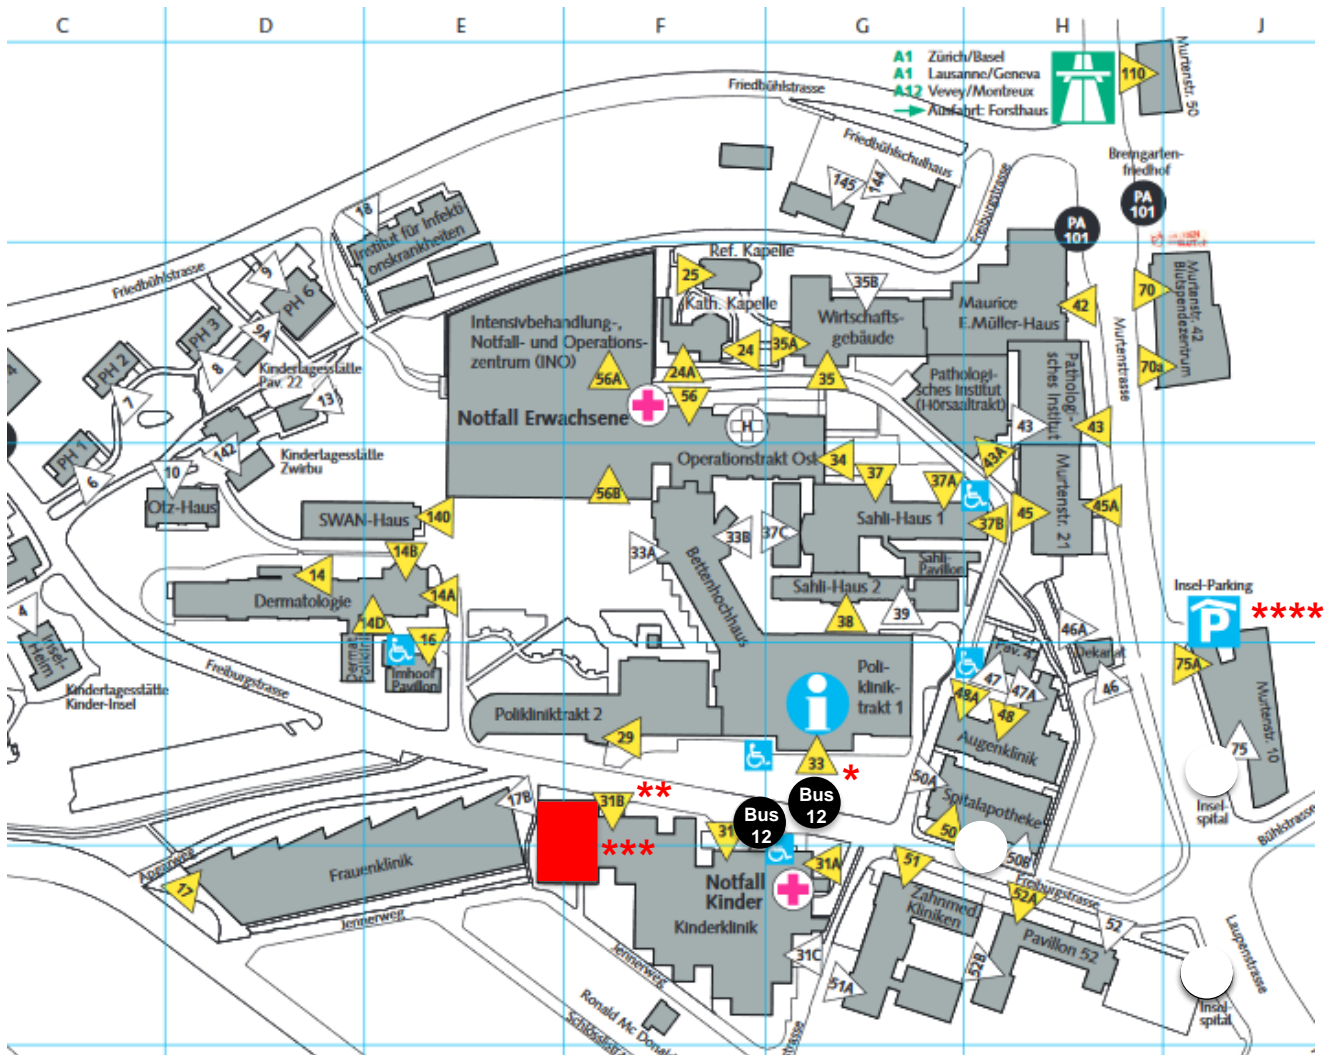 C D E F G H J
A1 Zürich/Basel
A1 Lausanne/Geneva
A12 Vevey/Montreux
Ausfahrt: Forsthaus
110
Murtenstr. 50
Friedbühlstrasse
Friedbühlschulhaus
145
144
Freiburgstrasse
Bremgarten-
friedhof
PA
101
PA
101
18
Institut für Infekti
onskrankheiten
Friedbühlstrasse
9
PH 6
9A
PH 3
8
PH 2
7
Kindertagesstätte
Pav. 22
13
PH 1
6
142
10
Kindertagesstätte
Zwirbu
4
Ref. Kapelle
25
Kath. Kapelle
24
24A
35A
35B
Wirtschafts-
gebäude
35
Maurice
E.Müller-Haus
42
70
70a
Murtenstr. 42
Blutspendezentrum
Murtenstrasse
Intensivbehandlung-,
Notfall- und Operations-
zentrum (INO)
56A
56
Notfall Erwachsene
H
Pathologi-
sches Institut
(Hörsaaltrakt)
Pathologi-
sches Institut
43
43
43A
Operationstrakt Ost
34
37
37A
56B
Sahli-Haus 1
37B
37C
45
45A
Murtenstr. 21
SWAN-Haus
140
33A
33B
Bettenhochhaus
Sahli-
Pavillon
Sahli-Haus 2
38
39
14
14B
14A
14D
Dermatologie
16
Imhoof
Pavillon
4
Insel-
Heim
Kindertagesstätte
Kinder-Insel
Freiburgstrasse
Insel-Parking
P
****
75A
75
Murtenstr. 10
46A
Dekanat
46
47
47A
48A
48
Augenklinik
Poli-
klinik-
trakt 1
i
Polikliniktrakt 2
29
33
*
50A
Spitalapotheke
50
50B
Insel-
spital
Bühlstrasse
17B
31B
**
***
31
Bus
12
Bus
12
31A
51
Freiburgstrasse
Frauenklinik
17
Jennerweg
Notfall
Kinder
Kinderklinik
31C
Zahnmed.
Kliniken
51A
52A
52
52B
Pavillon 52
Laupenstrasse
Insel-
spital
Jennerweg